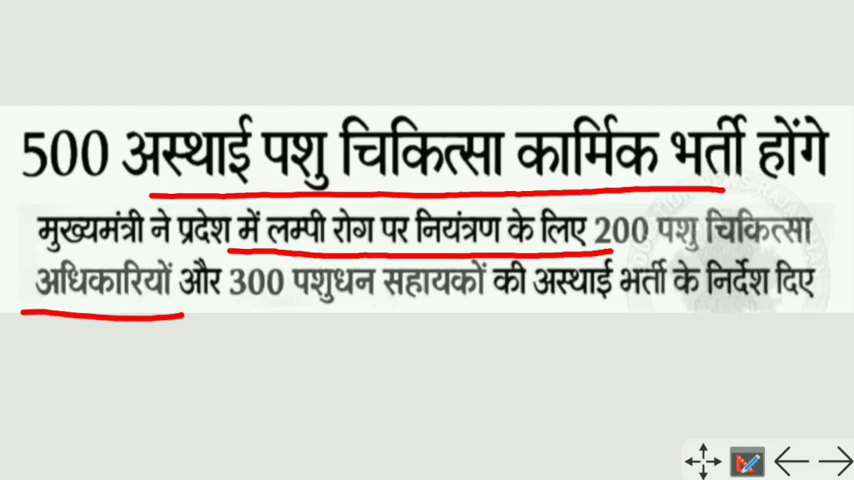 500 अस्थाई पशु चिकित्सा कार्मिक भर्ती होंगे
मुख्यमंत्री ने प्रदेश में लम्पी रोग पर नियंत्रण के लिए 200 पशु चिकित्सा
अधिकारियों और 300 पशुधन सहायकों की अस्थाई भर्ती के निर्देश दिए